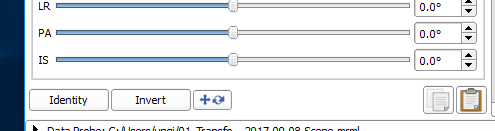 LR 0.0°
PA 0.0°
IS 0.0°
Identity Invert
Data Probe: C:/Users/
2017-09-08-Scene.mrml